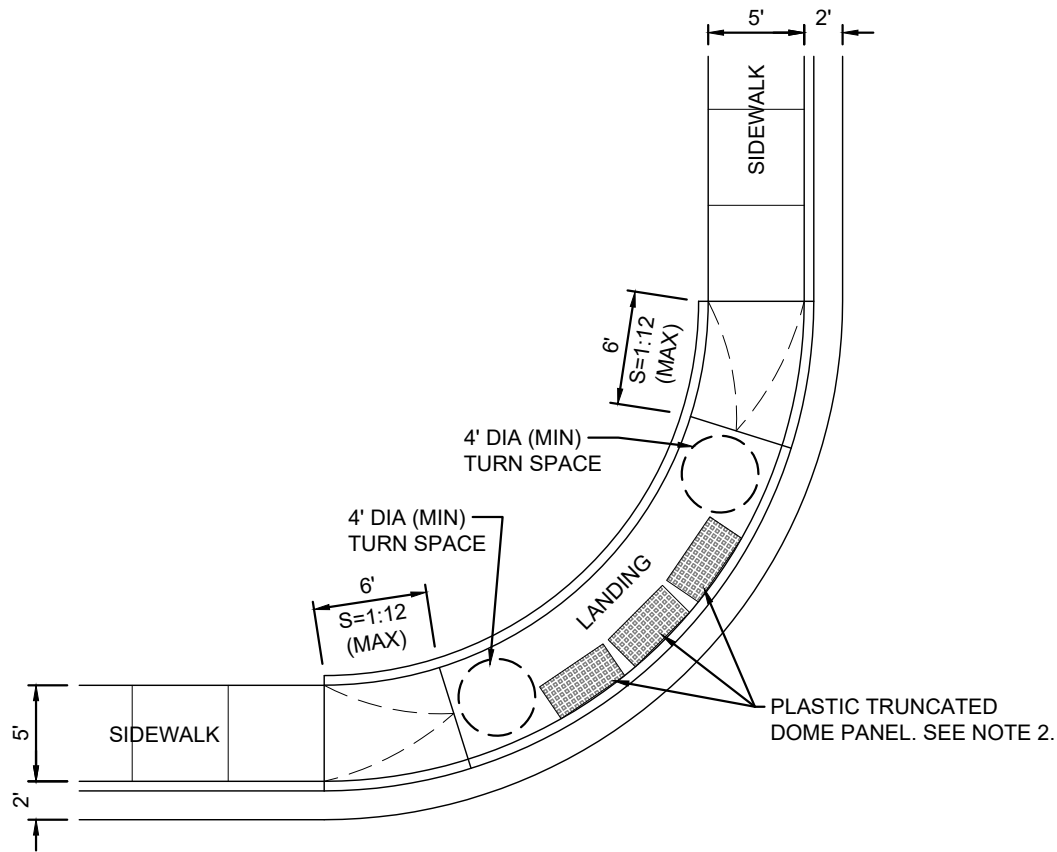 5' 2'
SIDEWALK
6'
S=1:12
(MAX)
4' DIA (MIN)
TURN SPACE
4' DIA (MIN)
TURN SPACE
LANDING
6'
S=1:12
(MAX)
PLASTIC TRUNCATED
DOME PANEL. SEE NOTE 2.
5'
SIDEWALK
2'